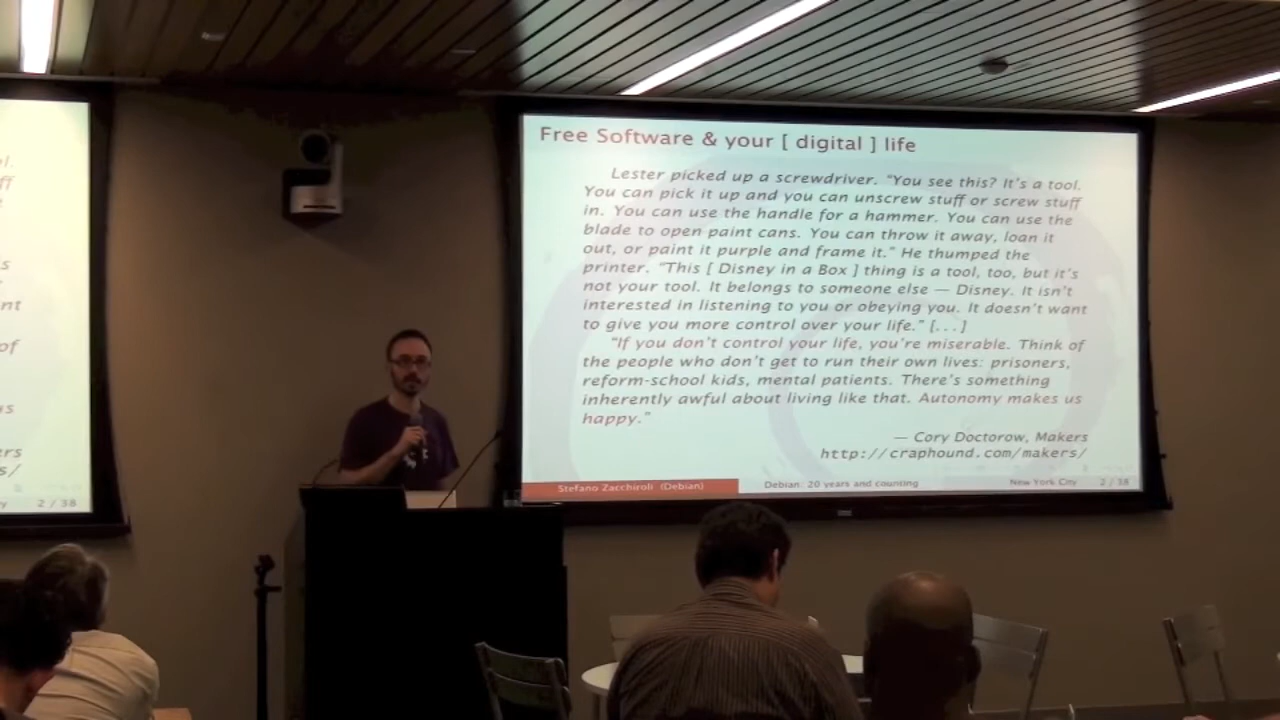 l.
ff
s
nt
of
us
ers
s/
y 2 / 38
Free Software & your [ digital ] life
Lester picked up a screwdriver. “You see this? It’s a tool.
You can pick it up and you can unscrew stuff or screw stuff
in. You can use the handle for a hammer. You can use the
blade to open paint cans. You can throw it away, loan it
out, or paint it purple and frame it.” He thumped the
printer. “This [ Disney in a Box ] thing is a tool, too, but it’s
not your tool. It belongs to someone else — Disney. It isn’t
interested in listening to you or obeying you. It doesn’t want
to give you more control over your life.” [...]
“If you don’t control your life, you’re miserable. Think of
the people who don’t get to run their own lives: prisoners,
reform-school kids, mental patients. There’s something
inherently awful about living like that. Autonomy makes us
happy.”
— Cory Doctorow, Makers
http://craphound.com/makers/
Stefano Zacchiroli (Debian) Debian: 20 years and counting New York City 2 / 38